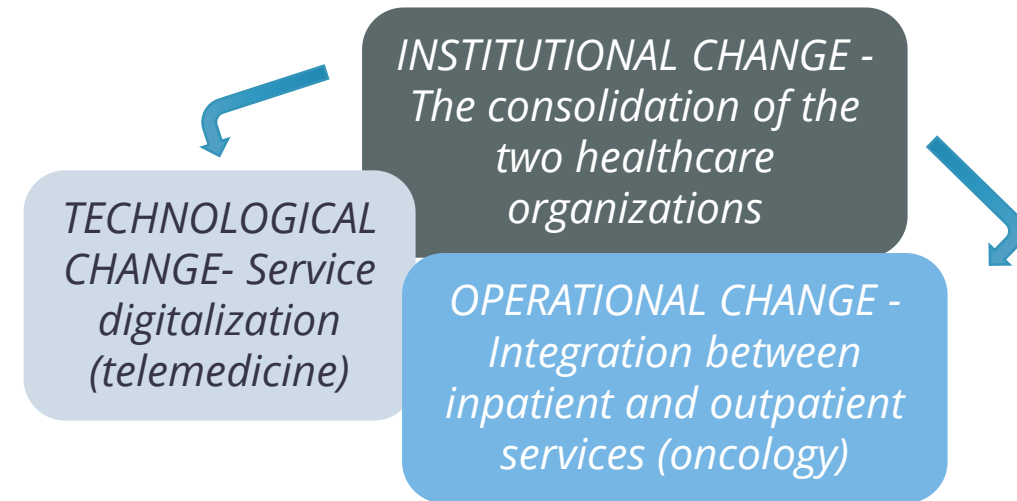 INSTITUTIONAL CHANGE -
The consolidation of the
two healthcare
organizations
TECHNOLOGICAL
CHANGE- Service
digitalization
(telemedicine)
OPERATIONAL CHANGE -
Integration between
inpatient and outpatient
services (oncology)